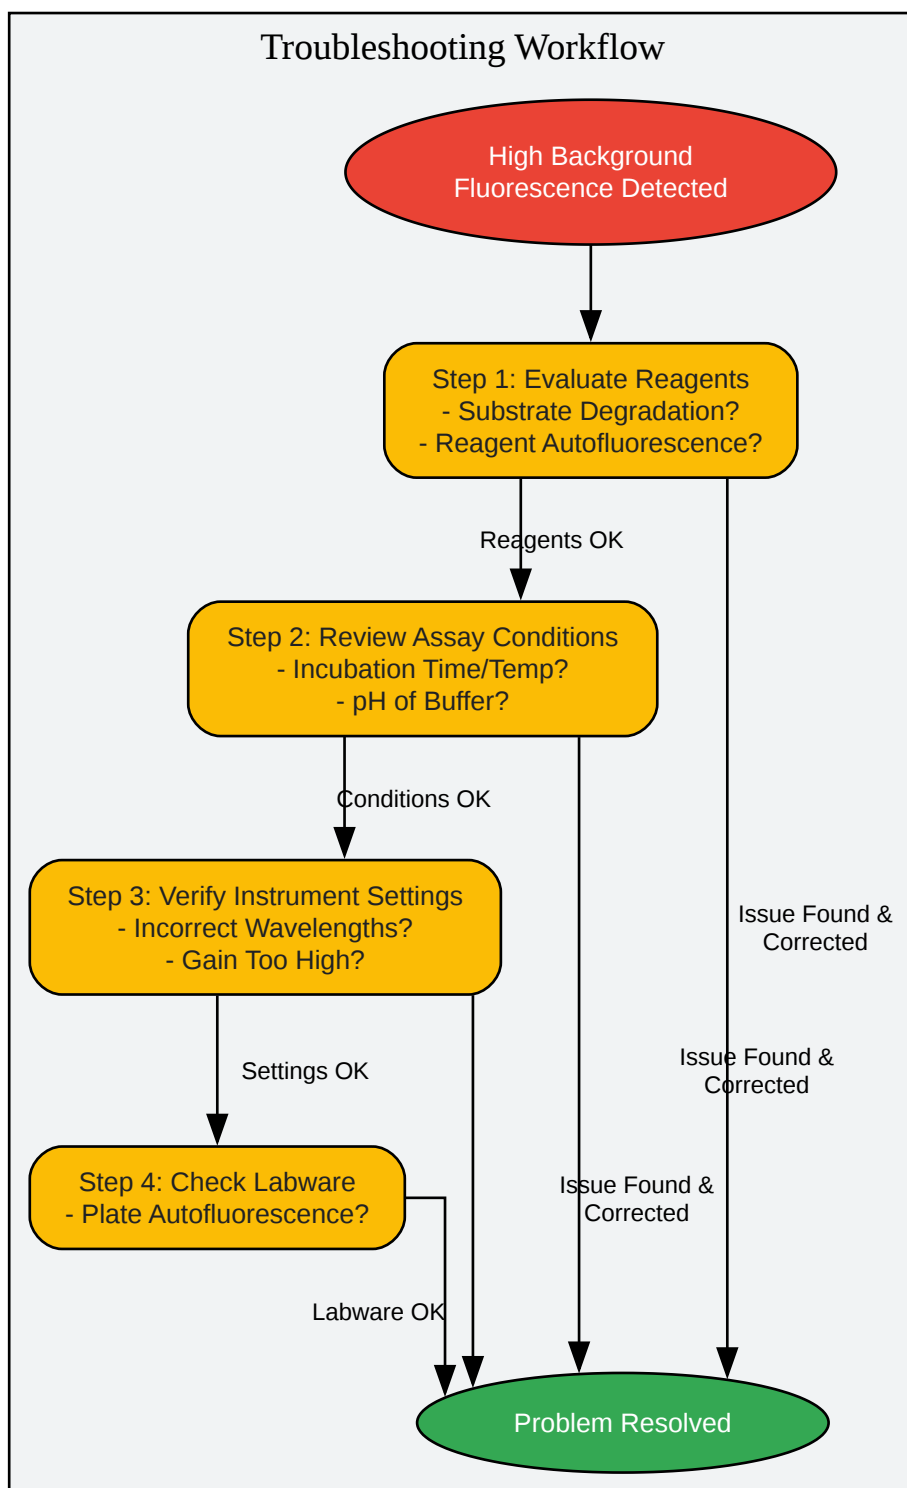 Troubleshooting Workflow
High Background
Fluorescence Detected
Step 1: Evaluate Reagents
- Substrate Degradation?
- Reagent Autofluorescence?
Reagents OK
Step 2: Review Assay Conditions
- Incubation Time/Temp?
- pH of Buffer?
Conditions OK
Step 3: Verify Instrument Settings
- Incorrect Wavelengths?
- Gain Too High?
Issue Found &
Corrected
Settings OK
Issue Found &
Corrected
Step 4: Check Labware
- Plate Autofluorescence?
Issue Found &
Corrected
Labware OK
Problem Resolved